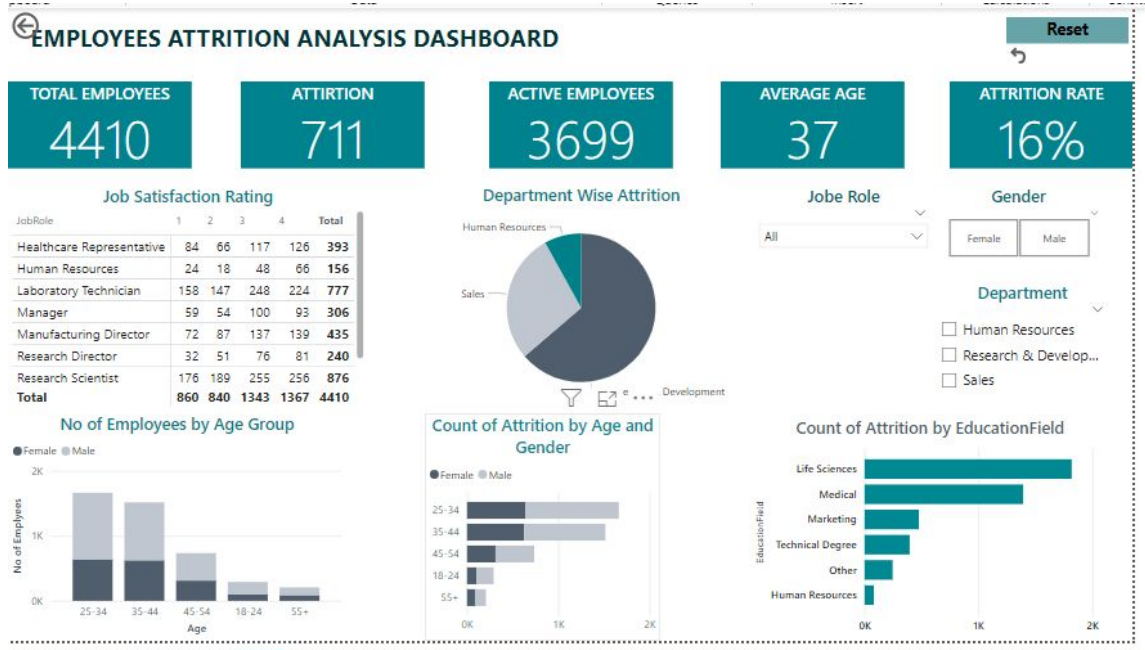 EMPLOYEES ATTRITION ANALYSIS DASHBOARD
Reset
TOTAL EMPLOYEES
4410
ATTIRTION
711
ACTIVE EMPLOYEES
3699
AVERAGE AGE
37
ATTRITION RATE
16%
Job Satisfaction Rating
JobRole 1 2 3 4 Total
Healthcare Representative 84 66 117 126 393
Human Resources 24 18 48 66 156
Laboratory Technician 158 147 248 224 777
Manager 59 54 100 93 306
Manufacturing Director 72 87 137 139 435
Research Director 32 51 76 81 240
Research Scientist 176 189 255 256 876
Total 860 840 1343 1367 4410
Department Wise Attrition
Human Resources
Sales
Development
Jobe Role
All
Gender
Female Male
Department
Human Resources
Research & Develop...
Sales
No of Employees by Age Group
Female Male
No of Emplyees
2K
1K
0K
25-34 35-44 45-54 18-24 55+
Age
Count of Attrition by Age and
Gender
Female Male
25-34
35-44
45-54
18-24
55+
0K 1K 2K
Count of Attrition by EducationField
EducationField
Life Sciences
Medical
Marketing
Technical Degree
Other
Human Resources
0K 1K 2K